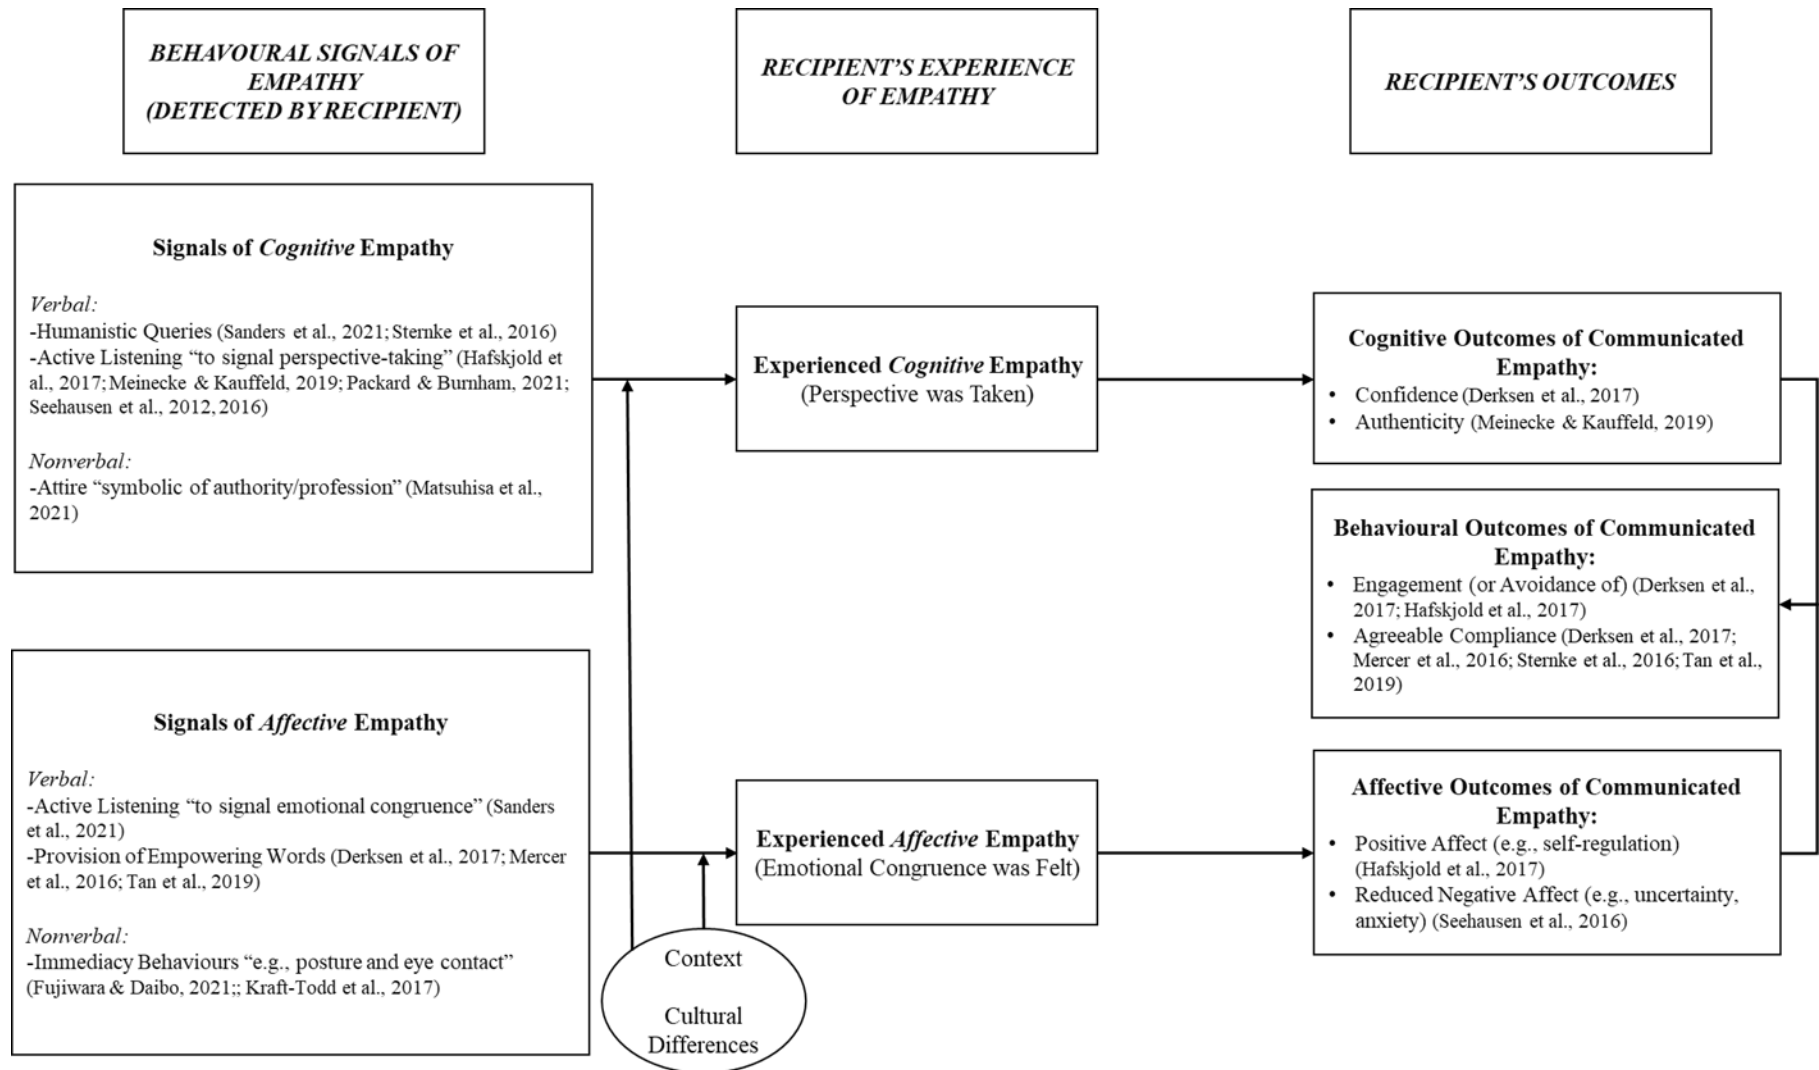 BEHAVOURAL SIGNALS OF
EMPATHY
(DETECTED BY RECIPIENT)
RECIPIENT'S EXPERIENCE
OF EMPATHY
RECIPIENT'S OUTCOMES
Signals of Cognitive Empathy
Verbal:
-Humanistic Queries (Sanders et al., 2021; Sternke et al., 2016)
-Active Listening “to signal perspective-taking” (Hafskjold et
al., 2017; Meinecke & Kauffeld, 2019; Packard & Burnham, 2021;
Seehausen et al., 2012, 2016)
Nonverbal:
-Attire “symbolic of authority/profession” (Matsuhisa et al.,
2021)
Experienced Cognitive Empathy
(Perspective was Taken)
Cognitive Outcomes of Communicated
Empathy:
• Confidence (Derksen et al., 2017)
• Authenticity (Meinecke & Kauffeld, 2019)
Behavioural Outcomes of Communicated
Empathy:
• Engagement (or Avoidance of) (Derksen et al.,
2017; Hafskjold et al., 2017)
• Agreeable Compliance (Derksen et al., 2017;
Mercer et al., 2016; Sternke et al., 2016; Tan et al.,
2019)
Signals of Affective Empathy
Verbal:
-Active Listening “to signal emotional congruence” (Sanders
et al., 2021)
-Provision of Empowering Words (Derksen et al., 2017; Mercer
et al., 2016; Tan et al., 2019)
Nonverbal:
-Immediacy Behaviours “e.g., posture and eye contact”
(Fujiwara & Daibo, 2021;; Kraft-Todd et al., 2017)
Experienced Affective Empathy
(Emotional Congruence was Felt)
Affective Outcomes of Communicated
Empathy:
• Positive Affect (e.g., self-regulation)
(Hafskjold et al., 2017)
• Reduced Negative Affect (e.g., uncertainty,
anxiety) (Seehausen et al., 2016)
Context
Cultural
Differences